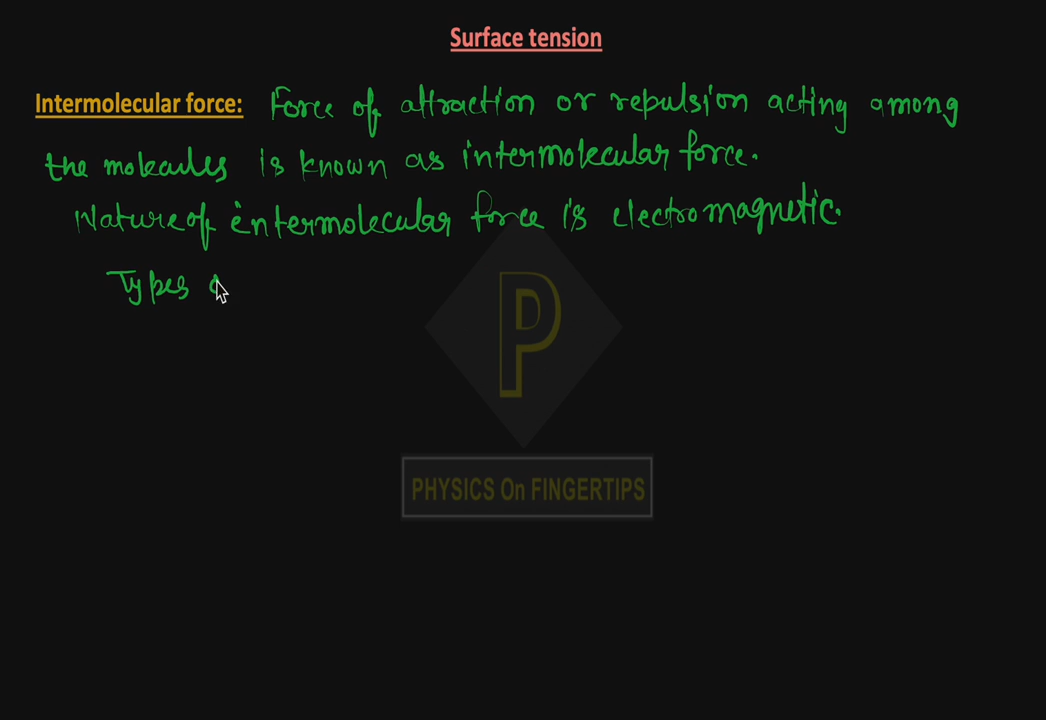 Surface tension
Intermolecular force: Force of attraction or repulsion acting among
the molecules is known as intermolecular force.
Nature of intermolecular force is electromagnetic.
Types o
P
PHYSICS On FINGERTIPS